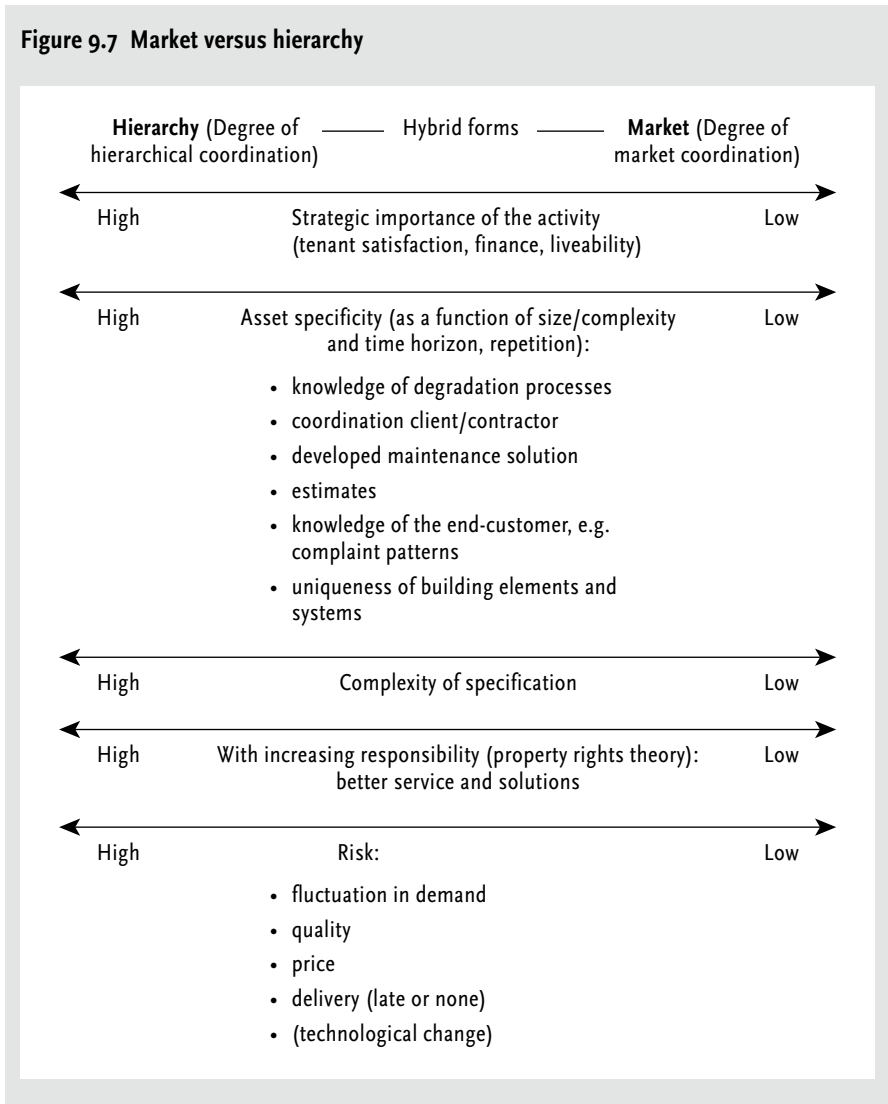 Figure 9.7 Market versus hierarchy
Hierarchy (Degree of hierarchical coordination) Hybrid forms Market (Degree of market coordination)
High Strategic importance of the activity Low
(tenant satisfaction, finance, liveability)
High Asset specificity (as a function of size/complexity Low
and time horizon, repetition):
• knowledge of degradation processes
• coordination client/contractor
• developed maintenance solution
• estimates
• knowledge of the end-customer, e.g.
complaint patterns
• uniqueness of building elements and
systems
High Complexity of specification Low
High With increasing responsibility (property rights theory): Low
better service and solutions
High Risk: Low
• fluctuation in demand
• quality
• price
• delivery (late or none)
• (technological change)